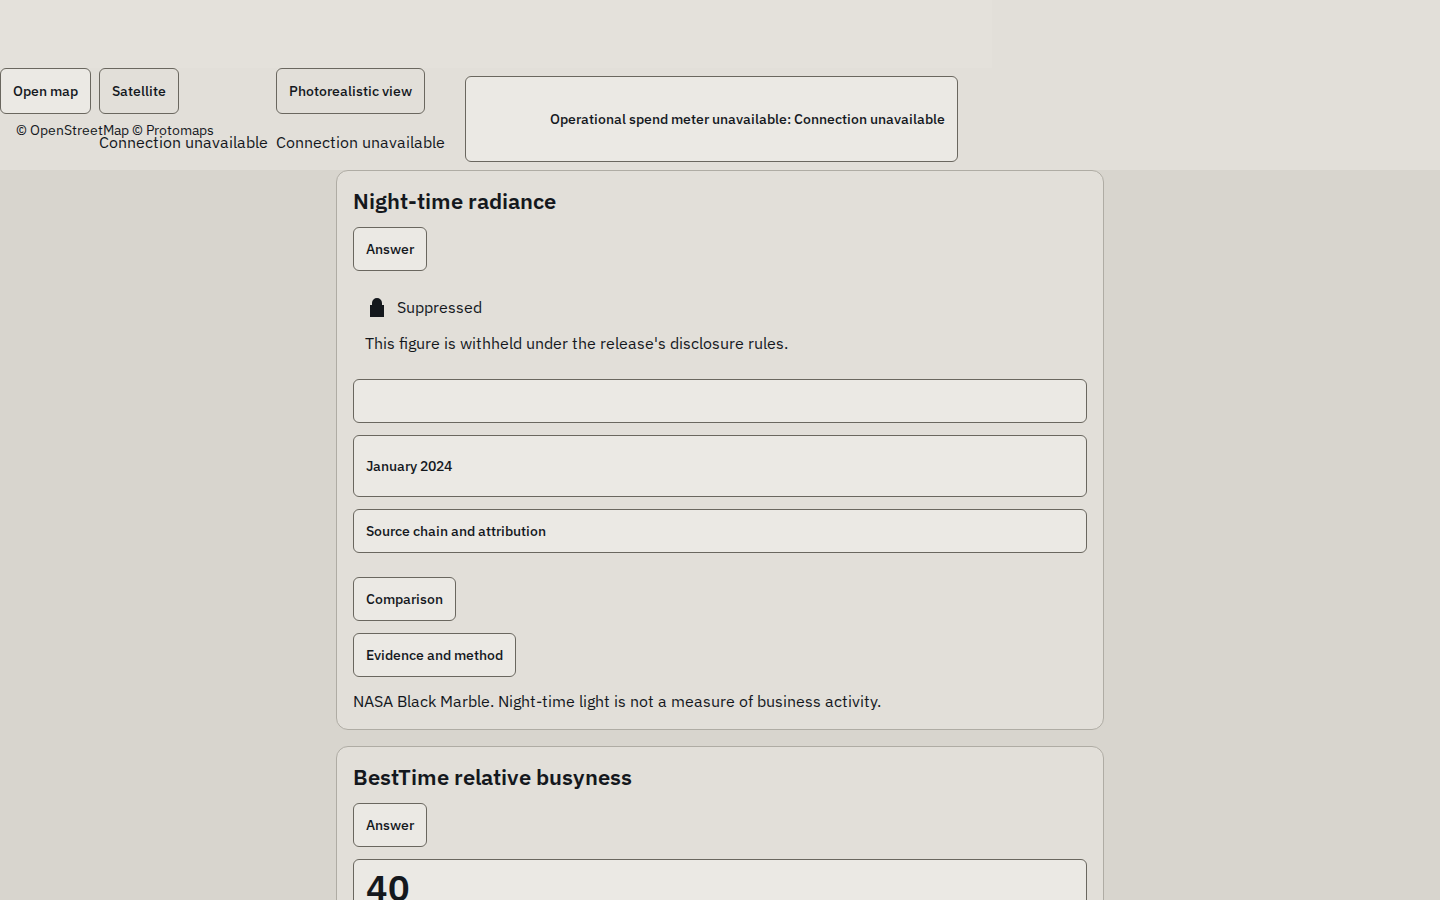 Open map
Satellite
Photorealistic view
Operational spend meter unavailable: Connection unavailable
© OpenStreetMap © Protomaps
Connection unavailable
Connection unavailable
Night-time radiance
Answer
Suppressed
This figure is withheld under the release's disclosure rules.
January 2024
Source chain and attribution
Comparison
Evidence and method
NASA Black Marble. Night-time light is not a measure of business activity.
BestTime relative busyness
Answer
40